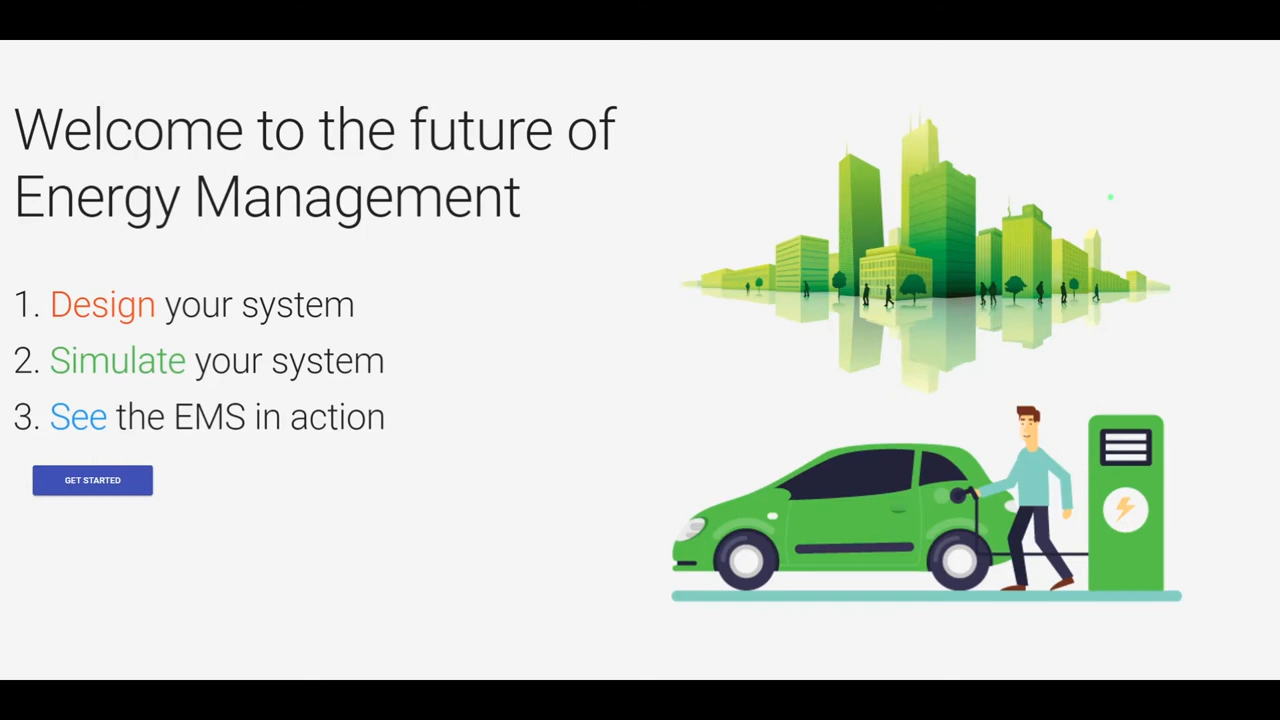 Welcome to the future of
Energy Management
1. Design your system
2. Simulate your system
3. See the EMS in action
GET STARTED